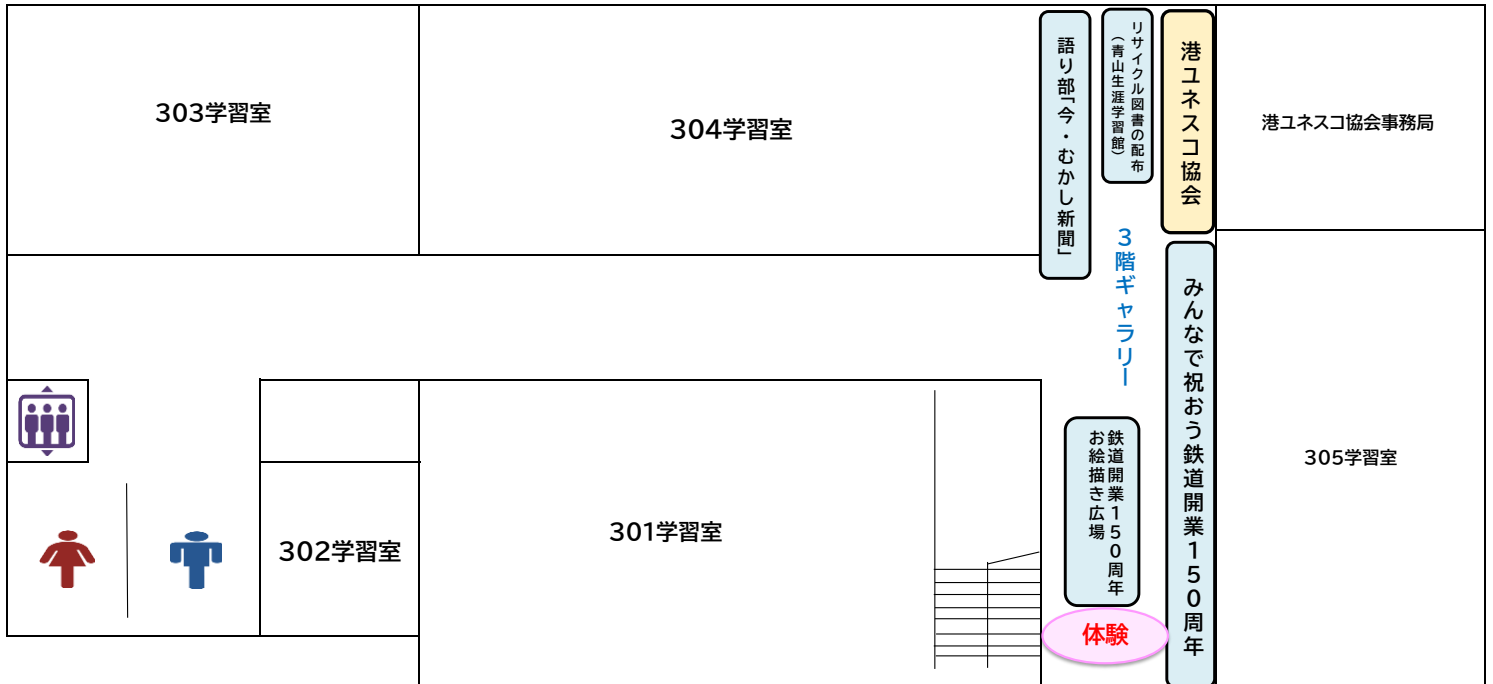 303学習室
304学習室
語り部「今・むかし新聞」
リサイクル図書の配布
（青山生涯学習館）
港ユネスコ協会
港ユネスコ協会事務局
3階ギャラリー
みんなで祝おう鉄道開業150周年
鉄道開業150周年
お絵描き広場
体験
305学習室
301学習室
302学習室